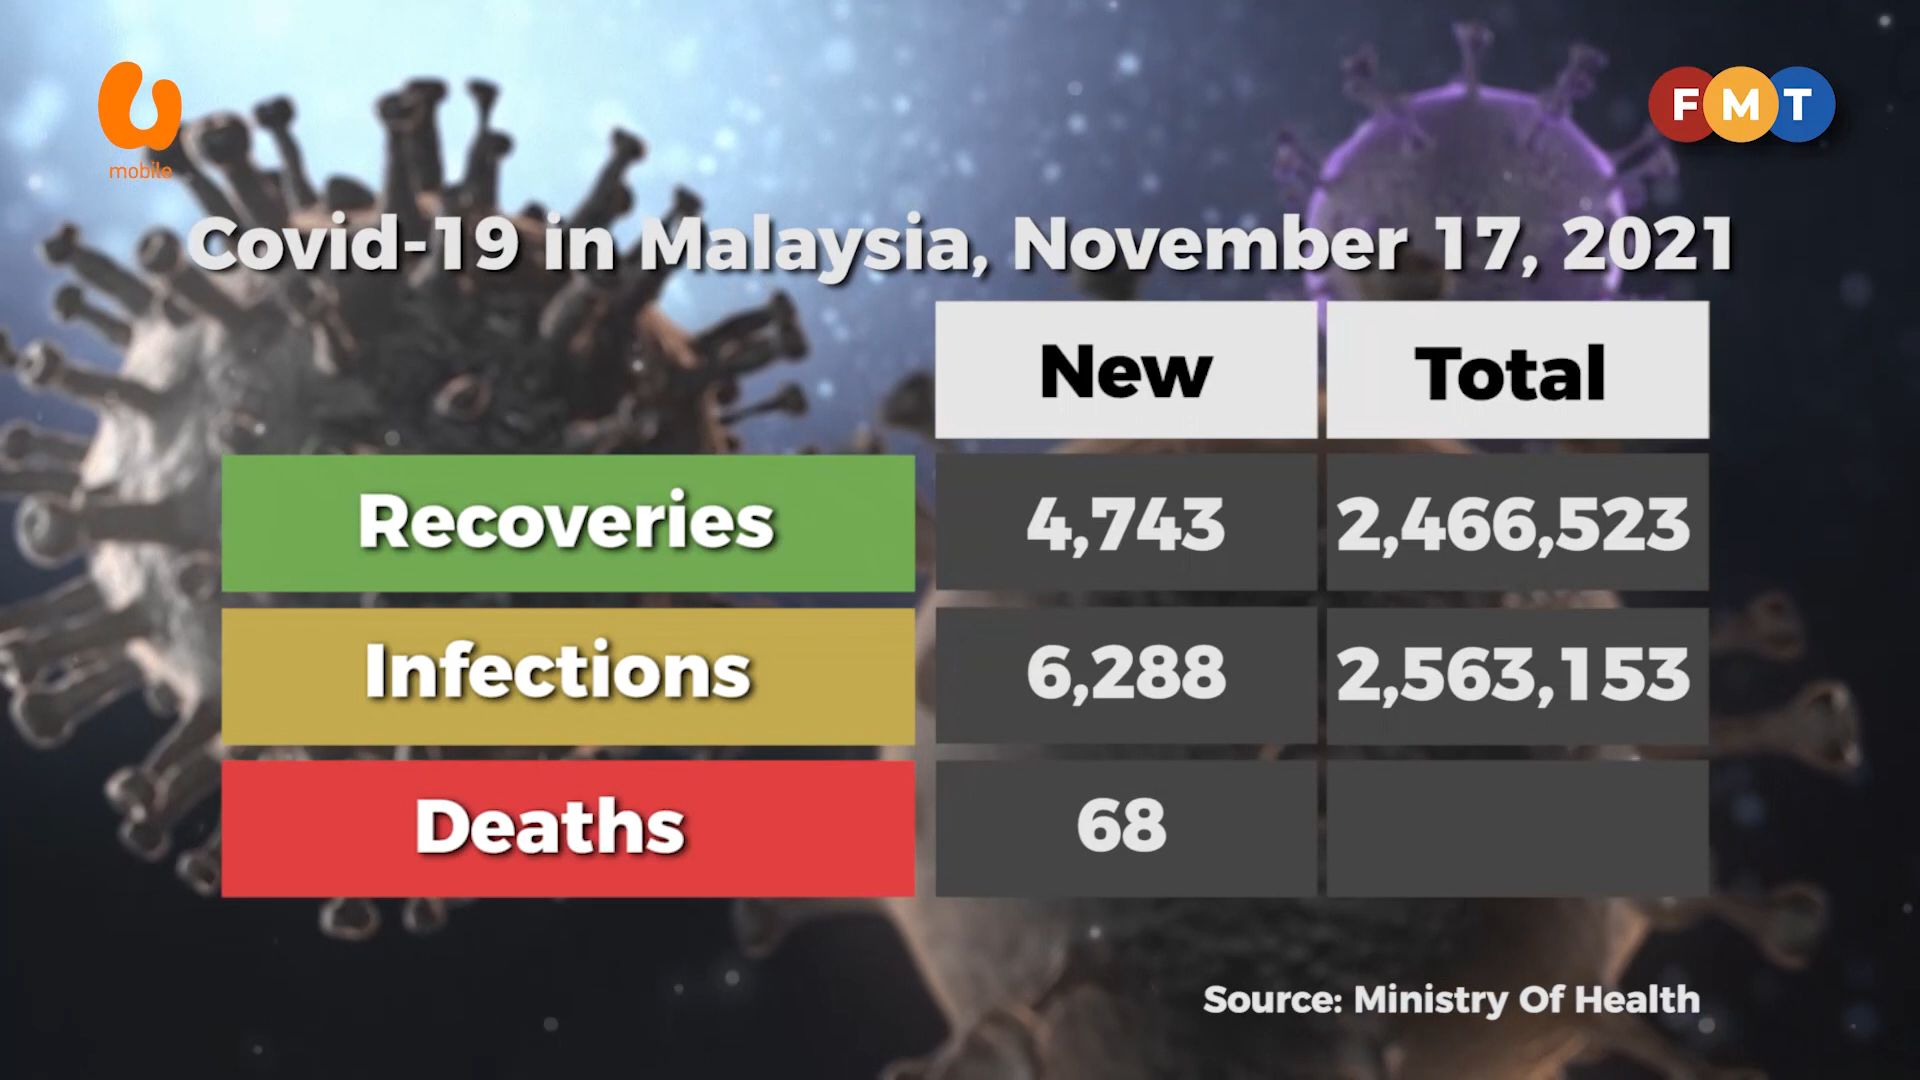 mobile
FMT
Covid-19 in Malaysia, November 17, 2021
New Total
Recoveries 4,743 2,466,523
Infections 6,288 2,563,153
Deaths 68
Source: Ministry Of Health